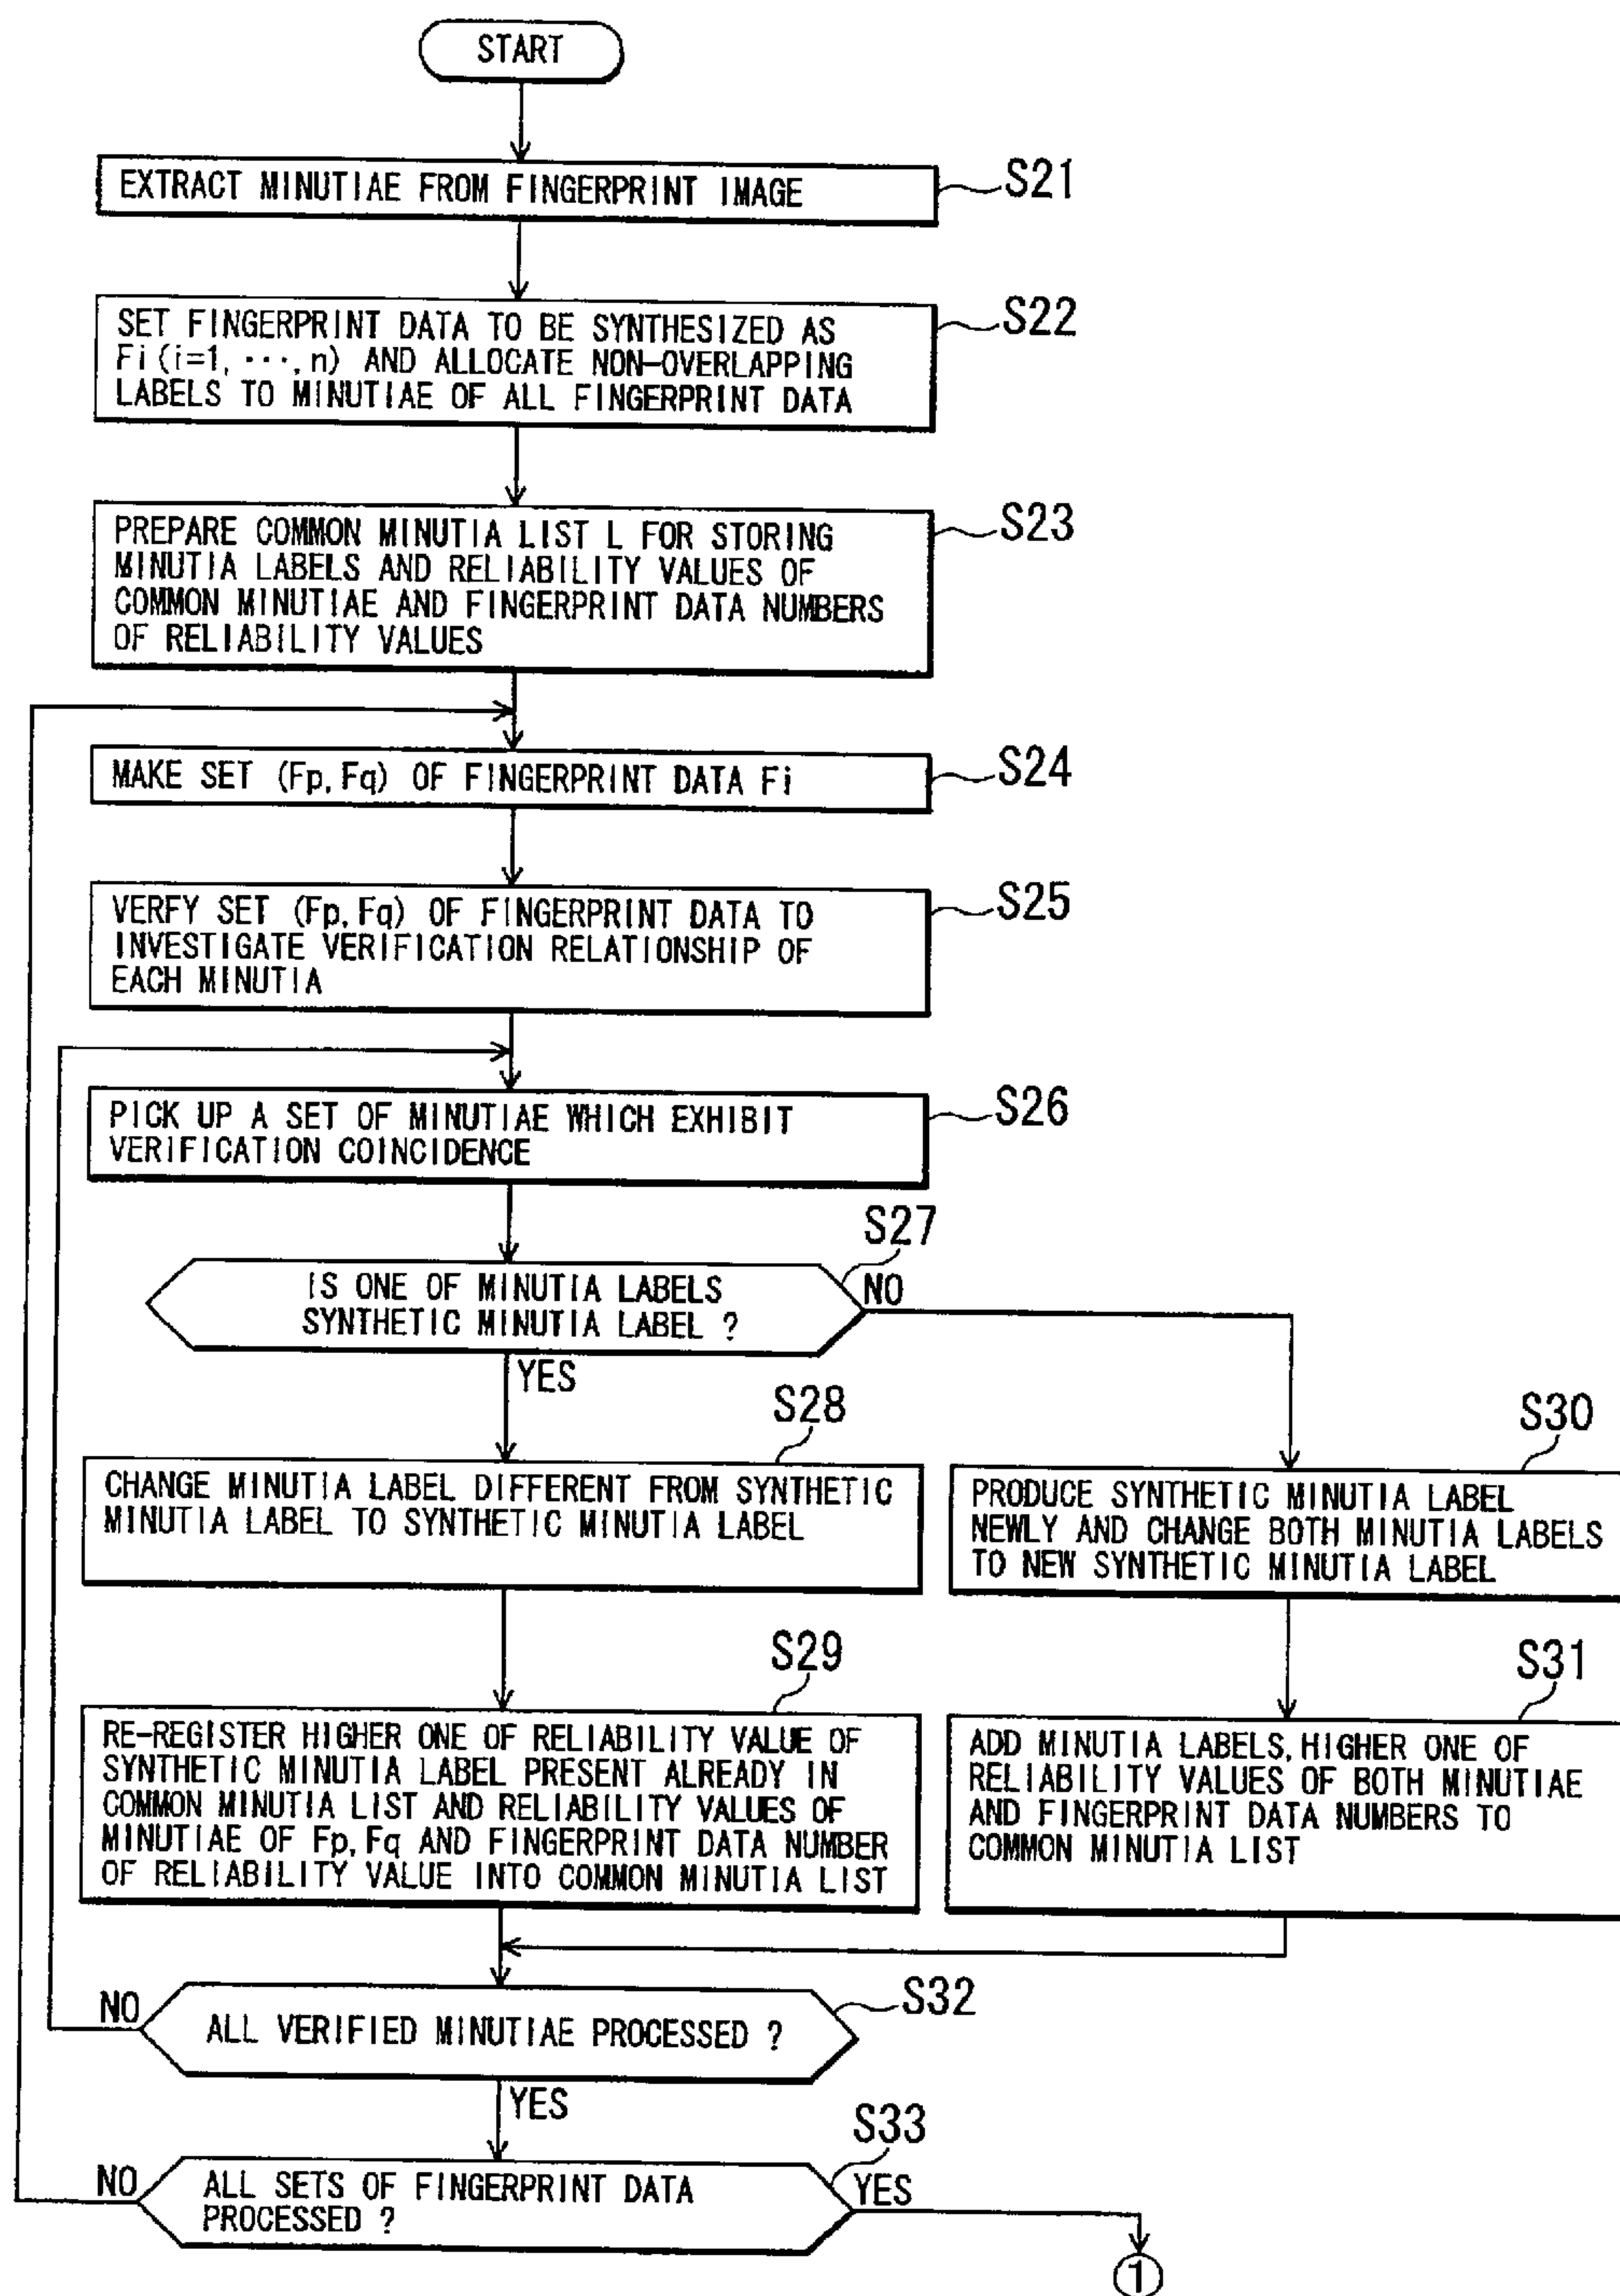 START
EXTRACT MINUTIAE FROM FINGERPRINT IMAGE
S21
SET FINGERPRINT DATA TO BE SYNTHESIZED AS
Fi(i=1, ···, n) AND ALLOCATE NON-OVERLAPPING
LABELS TO MINUTIAE OF ALL FINGERPRINT DATA
S22
PREPARE COMMON MINUTIA LIST L FOR STORING
MINUTIA LABELS AND RELIABILITY VALUES OF
COMMON MINUTIAE AND FINGERPRINT DATA NUMBERS
OF RELIABILITY VALUES
S23
MAKE SET (Fp, Fq) OF FINGERPRINT DATA Fi
S24
VERFY SET (Fp, Fq) OF FINGERPRINT DATA TO
INVESTIGATE VERIFICATION RELATIONSHIP OF
EACH MINUTIA
S25
PICK UP A SET OF MINUTIAE WHICH EXHIBIT
VERIFICATION COINCIDENCE
S26
S27
IS ONE OF MINUTIA LABELS
SYNTHETIC MINUTIA LABEL ?
NO
YES
S28
CHANGE MINUTIA LABEL DIFFERENT FROM SYNTHETIC
MINUTIA LABEL TO SYNTHETIC MINUTIA LABEL
S30
PRODUCE SYNTHETIC MINUTIA LABEL
NEWLY AND CHANGE BOTH MINUTIA LABELS
TO NEW SYNTHETIC MINUTIA LABEL
S29
RE-REGISTER HIGHER ONE OF RELIABILITY VALUE OF
SYNTHETIC MINUTIA LABEL PRESENT ALREADY IN
COMMON MINUTIA LIST AND RELIABILITY VALUES OF
MINUTIAE OF Fp, Fq AND FINGERPRINT DATA NUMBER
OF RELIABILITY VALUE INTO COMMON MINUTIA LIST
S31
ADD MINUTIA LABELS, HIGHER ONE OF
RELIABILITY VALUES OF BOTH MINUTIAE
AND FINGERPRINT DATA NUMBERS TO
COMMON MINUTIA LIST
NO
ALL VERIFIED MINUTIAE PROCESSED ?
S32
YES
S33
NO
ALL SETS OF FINGERPRINT DATA
PROCESSED ?
YES
1